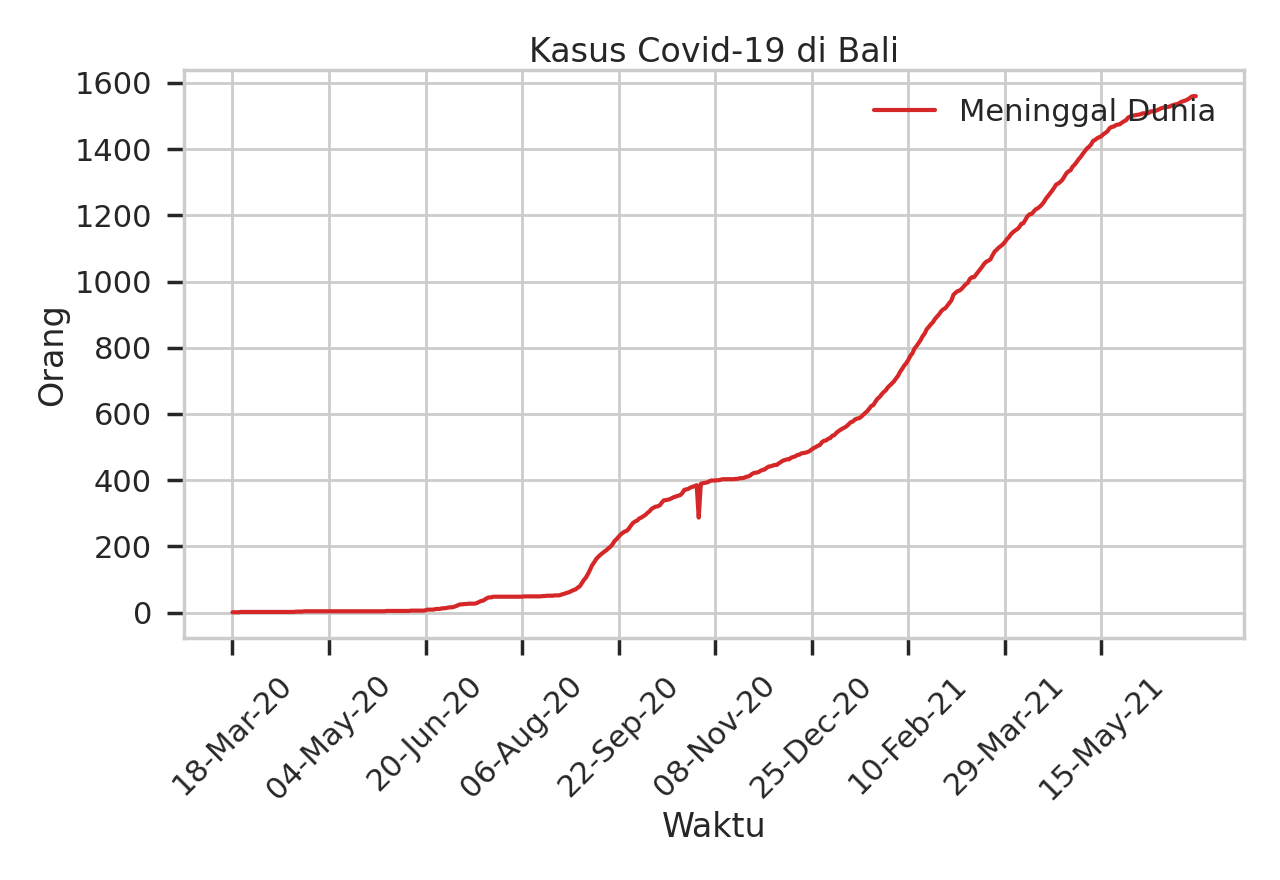 Kasus Covid-19 di Bali
Meninggal Dunia
Orang
1600
1400
1200
1000
800
600
400
200
0
18-Mar-20
04-May-20
20-Jun-20
06-Aug-20
22-Sep-20
08-Nov-20
25-Dec-20
10-Feb-21
29-Mar-21
15-May-21
Waktu